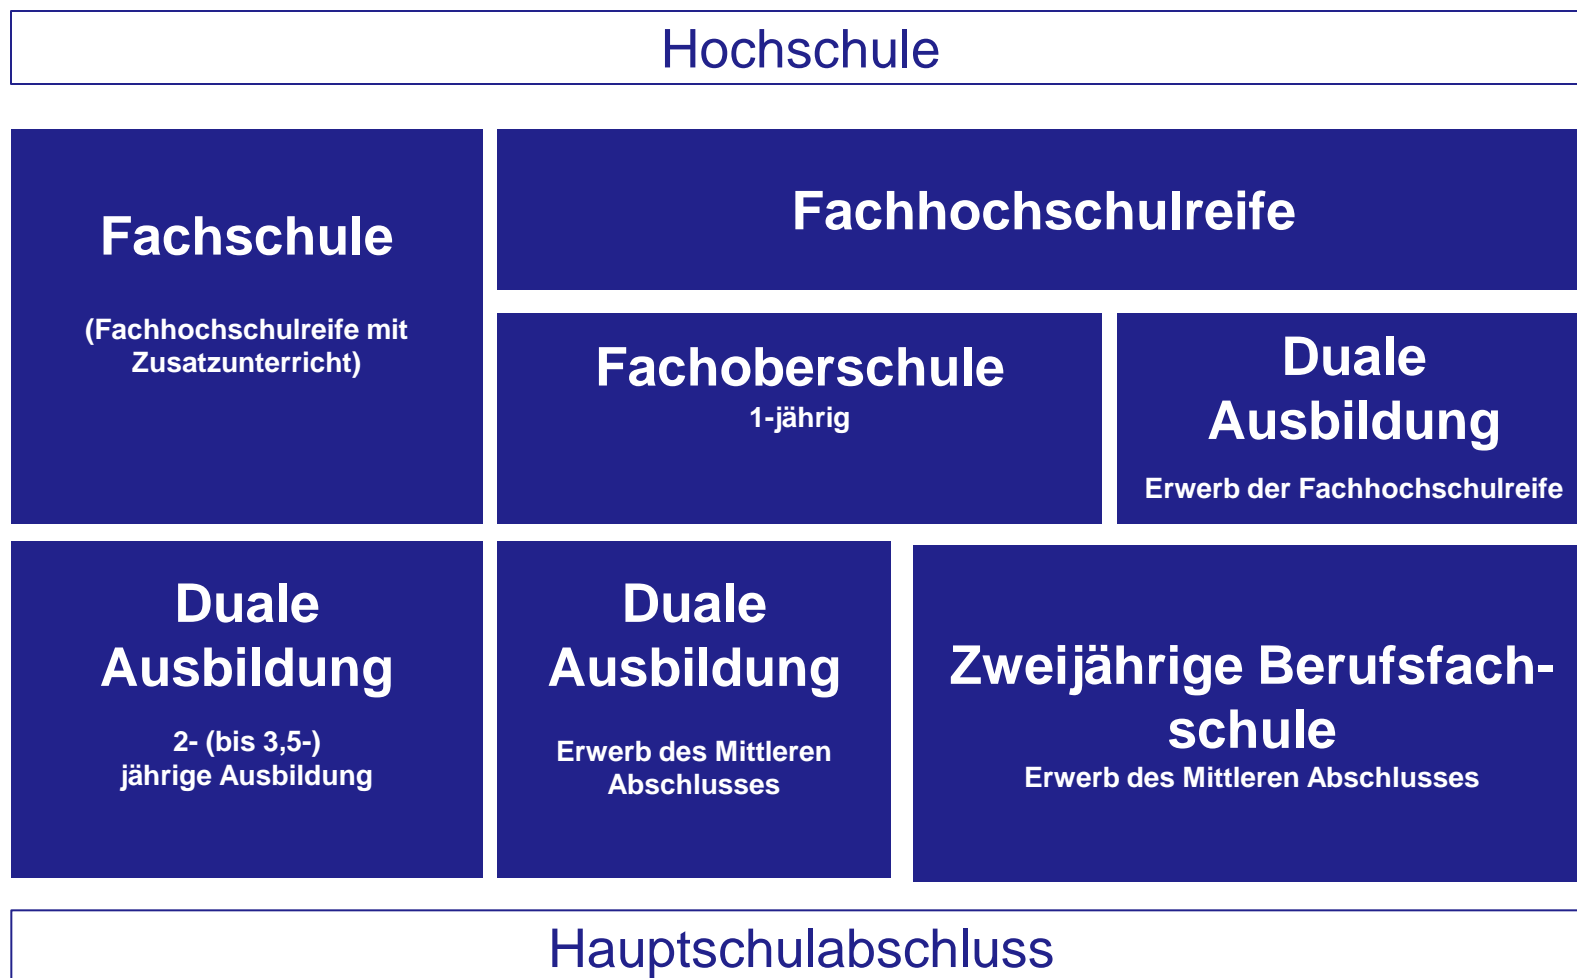 Hochschule
Fachschule
(Fachhochschulreife mit
Zusatzunterricht)
Fachhochschulreife
Fachoberschule
1-jährig
Duale
Ausbildung
Erwerb der Fachhochschulreife
Duale
Ausbildung
2- (bis 3,5-)
jährige Ausbildung
Duale
Ausbildung
Erwerb des Mittleren
Abschlusses
Zweijährige Berufsfach-
schule
Erwerb des Mittleren Abschlusses
Hauptschulabschluss